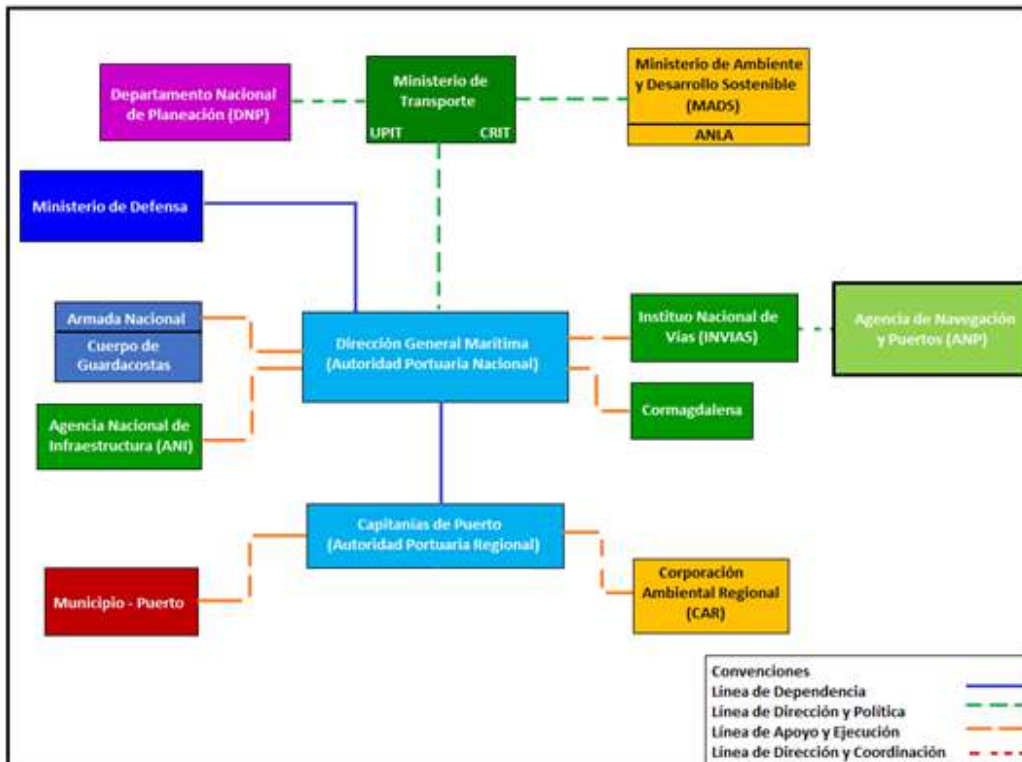 Departamento Nacional
de Planeación (DNP)
Ministerio de
Transporte
UPIT CRIT
Ministerio de Ambiente
y Desarrollo Sostenible
(MADS)
ANLA
Ministerio de Defensa
Armada Nacional
Cuerpo de
Guardacostas
Dirección General Marítima
(Autoridad Portuaria Nacional)
Instituo Nacional de
Vías (INVIAS)
Agencia de Navegación
y Puertos (ANP)
Agencia Nacional de
Infraestructura (ANI)
Cormagdalena
Capitanías de Puerto
(Autoridad Portuaria Regional)
Municipio - Puerto
Corporación
Ambiental Regional
(CAR)
Convenciones
Línea de Dependencia
Línea de Dirección y Política
Línea de Apoyo y Ejecución
Línea de Dirección y Coordinación